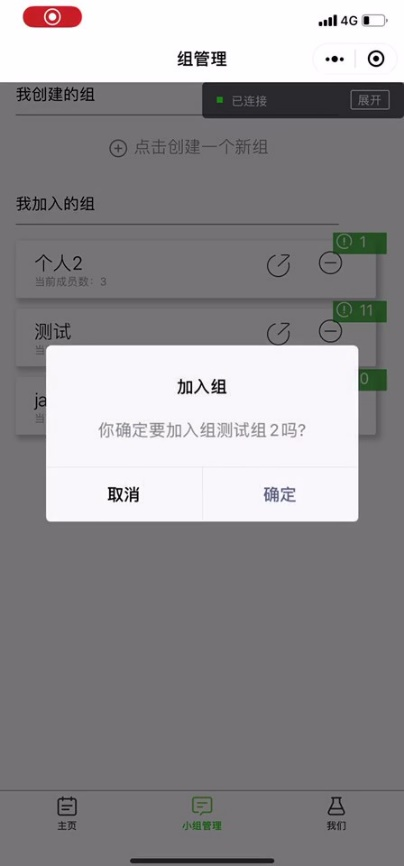 4G
组管理
我创建的组
已连接
展开
点击创建一个新组
我加入的组
1
个人2
当前成员数：3
11
测试
当
0
ja
当
加入组
你确定要加入组测试组2吗?
取消
确定
主页
小组管理
我们